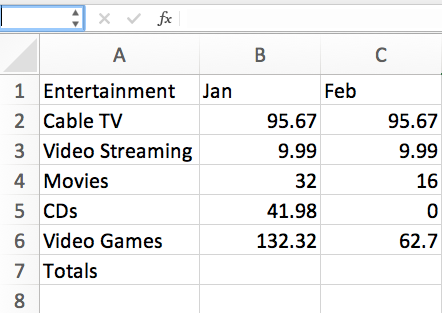 fx
A B C
1 Entertainment Jan Feb
2 Cable TV 95.67 95.67
3 Video Streaming 9.99 9.99
4 Movies 32 16
5 CDs 41.98 0
6 Video Games 132.32 62.7
7 Totals
8